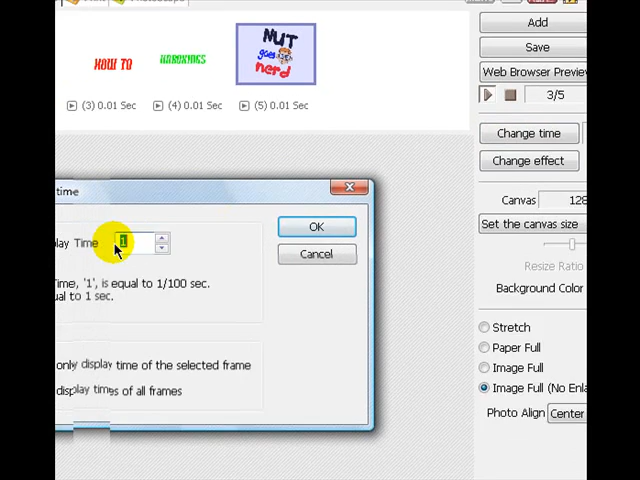 Add
Save
Web Browser Preview
3/5
Change time
Change effect
Canvas 128
Set the canvas size
Resize Ratio
Background Color
Stretch
Paper Full
Image Full
Image Full (No Enla
Photo Align Center
HOW TO
NUT
goes
nerd
(3) 0.01 Sec
(4) 0.01 Sec
(5) 0.01 Sec
time
play Time 1
OK
Cancel
Time, '1', is equal to 1/100 sec.
ual to 1 sec.
only display time of the selected frame
display times of all frames